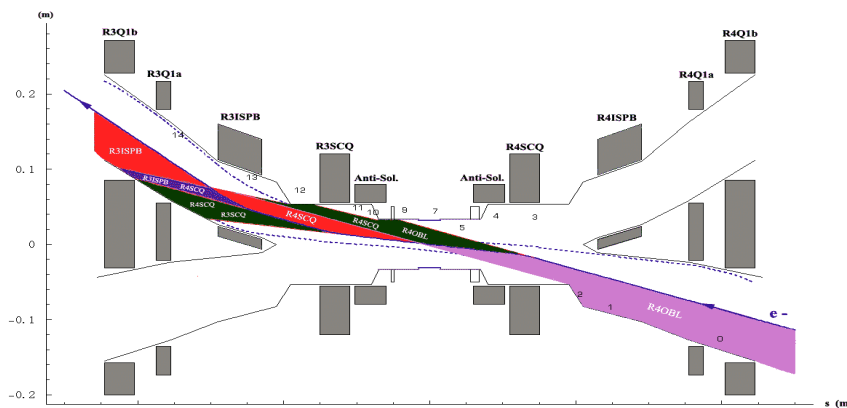 (m)
R3Q1b
R4Q1b
R3Q1a
R4Q1a
0.2
R3ISPB
R4ISPB
14
R3SCQ
R4SCQ
R3ISPB
0.1
13
Anti-Sol.
Anti-Sol.
R3ISPB
R4SCQ
12
11
10
9
7
5
4
3
R4SCQ
R3SCQ
R4SCQ
R4SCQ
R4OBL
0
2
1
R4OBL
e -
-0.1
0
-0.2
s (m